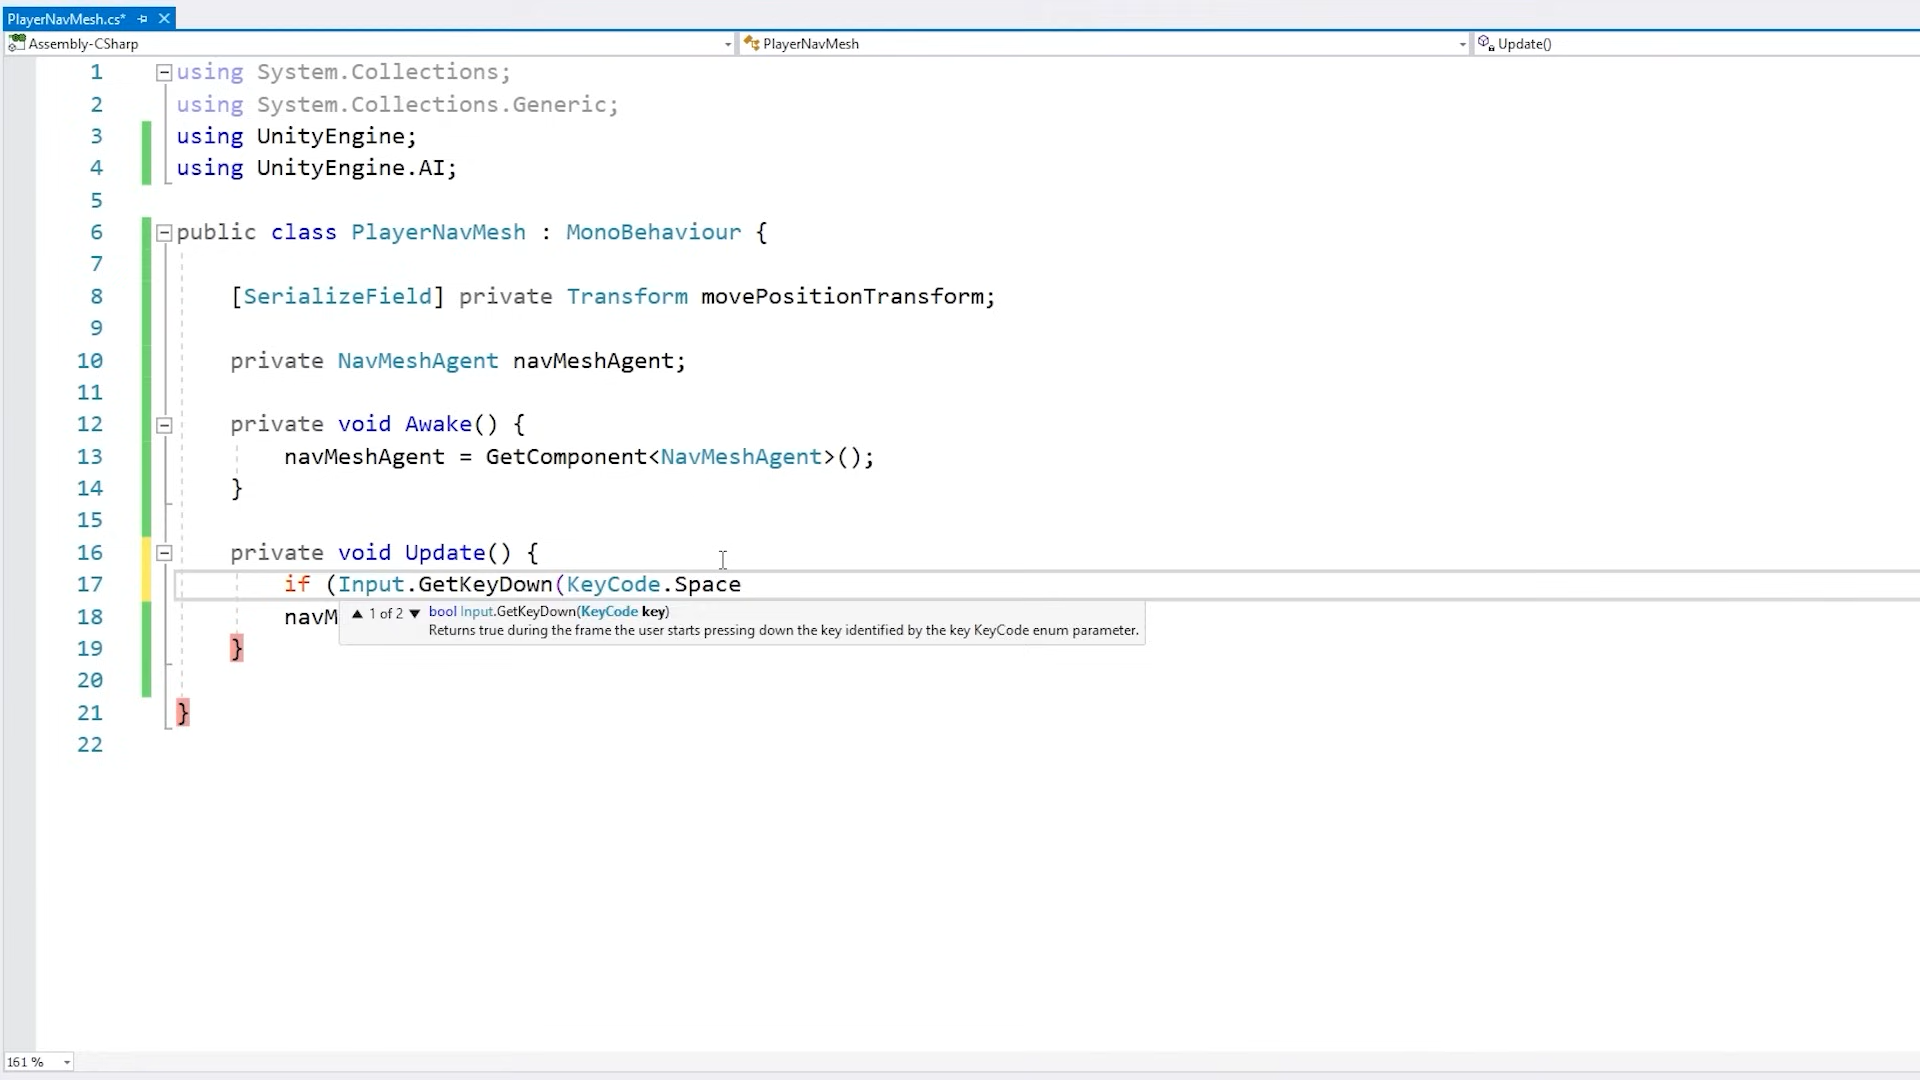 PlayerNavMesh.cs*
Assembly-CSharp PlayerNavMesh Update()
1 using System.Collections;
2 using System.Collections.Generic;
3 using UnityEngine;
4 using UnityEngine.AI;
5
6 public class PlayerNavMesh : MonoBehaviour {
7
8 [SerializeField] private Transform movePositionTransform;
9
10 private NavMeshAgent navMeshAgent;
11
12 private void Awake() {
13 navMeshAgent = GetComponent<NavMeshAgent>();
14 }
15
16 private void Update() {
17 if (Input.GetKeyDown(KeyCode.Space
1 of 2 bool Input.GetKeyDown(KeyCode key)
18 navM
Returns true during the frame the user starts pressing down the key identified by the key KeyCode enum parameter.
19 }
20
21 }
22
161 %